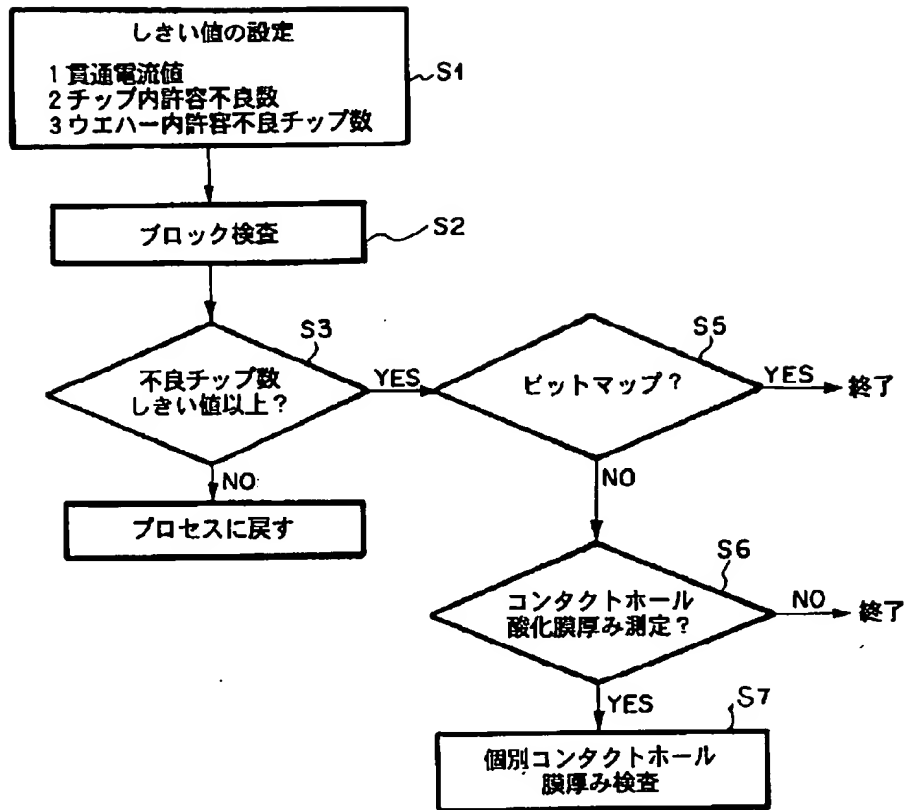 しきい値の設定
1 貫通電流値
2 チップ内許容不良数
3 ウエハー内許容不良チップ数
S1
ブロック検査
S2
S3
不良チップ数
しきい値以上？
YES
NO
プロセスに戻す
S5
ビットマップ？
YES
終了
NO
S6
コンタクトホール
酸化膜厚み測定？
NO
終了
YES
S7
個別コンタクトホール
膜厚み検査